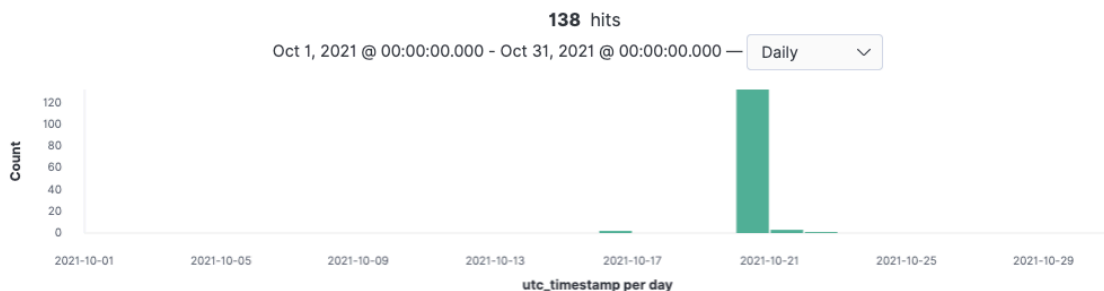 138 hits
Oct 1, 2021 @ 00:00:00.000 - Oct 31, 2021 @ 00:00:00.000 — Daily
120
100
80
60
40
20
0
Count
2021-10-01 2021-10-05 2021-10-09 2021-10-13 2021-10-17 2021-10-21 2021-10-25 2021-10-29
utc_timestamp per day